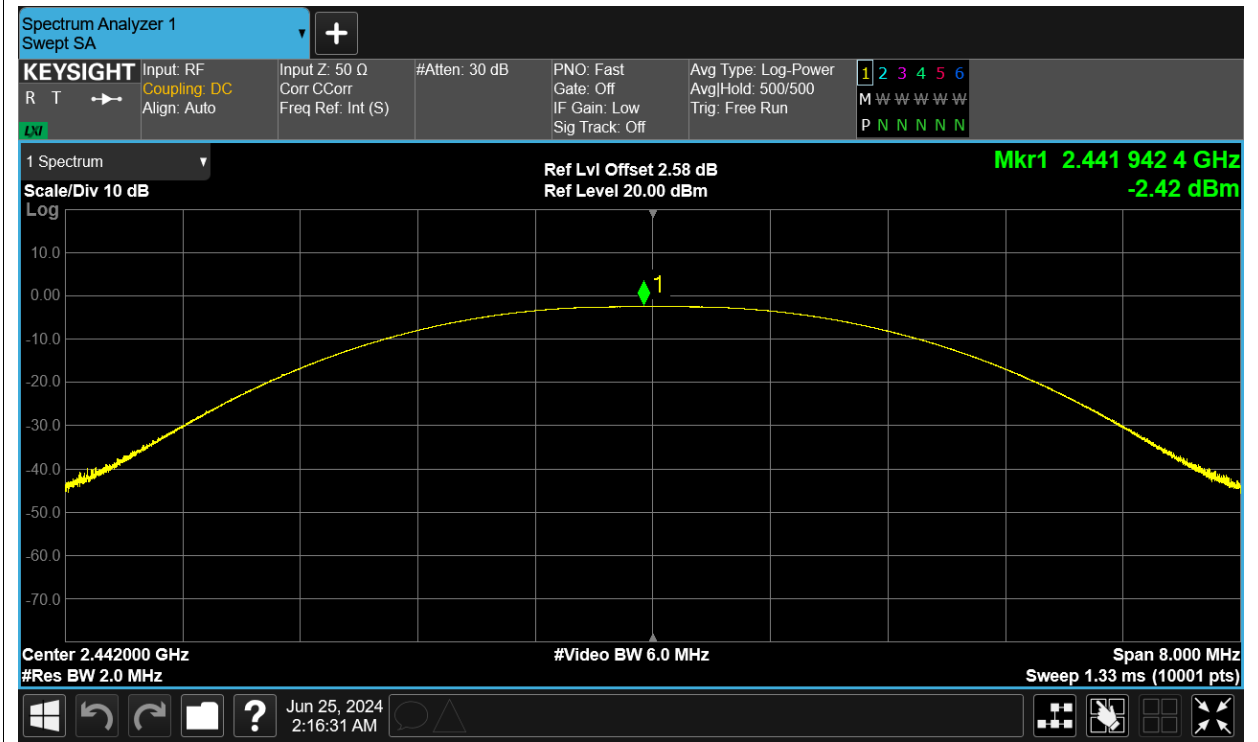 Spectrum Analyzer 1
Swept SA
KEYSIGHT
R T
LXI
Input: RF
Coupling: DC
Align: Auto
Input Z: 50 Ω
Corr CCorr
Freq Ref: Int (S)
#Atten: 30 dB
PNO: Fast
Gate: Off
IF Gain: Low
Sig Track: Off
Avg Type: Log-Power
Avg|Hold: 500/500
Trig: Free Run
1 2 3 4 5 6
M W W W W W
P N N N N N
1 Spectrum
Scale/Div 10 dB
Log
Ref Lvl Offset 2.58 dB
Ref Level 20.00 dBm
Mkr1 2.441 942 4 GHz
-2.42 dBm
10.0
0.00
-10.0
-20.0
-30.0
-40.0
-50.0
-60.0
-70.0
1
Center 2.442000 GHz
#Res BW 2.0 MHz
#Video BW 6.0 MHz
Span 8.000 MHz
Sweep 1.33 ms (10001 pts)
?
Jun 25, 2024
2:16:31 AM